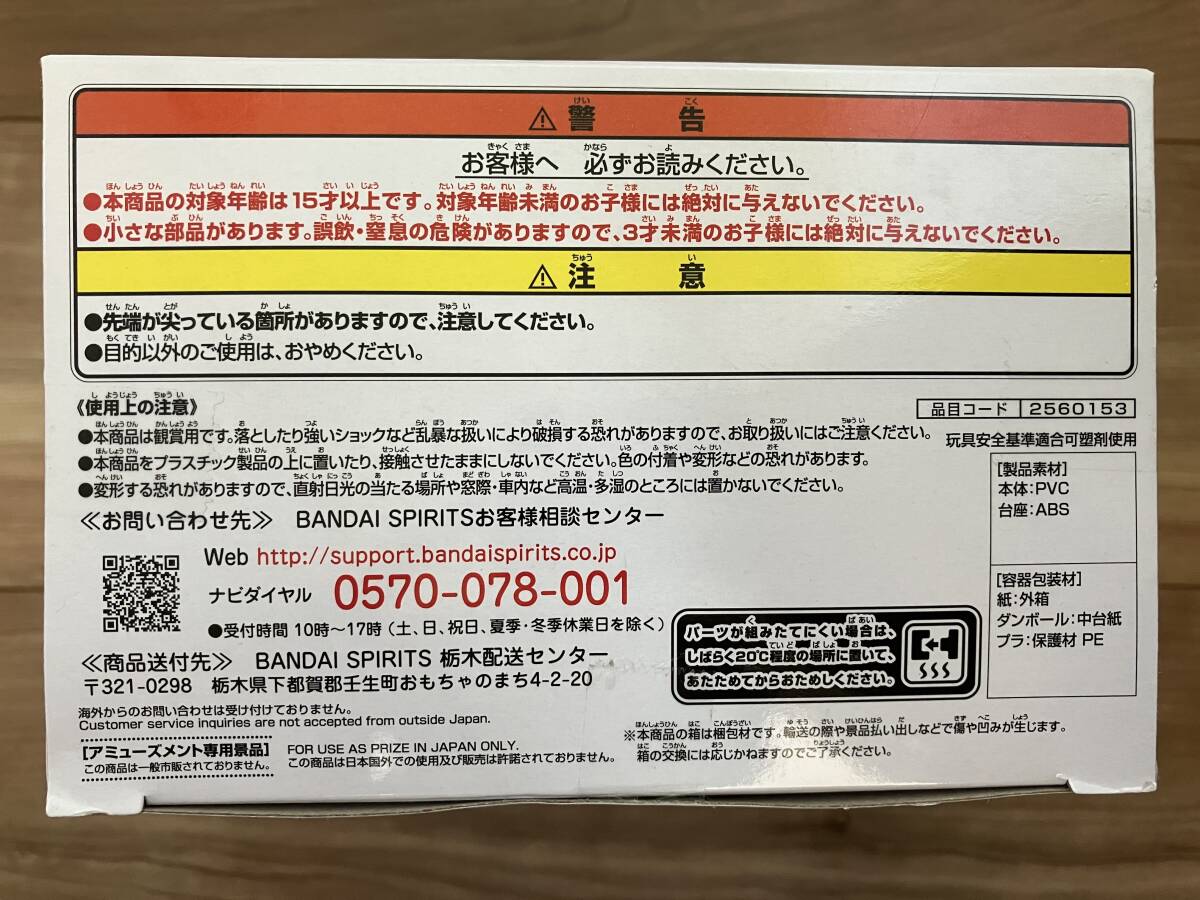 ⚠警告
お客様へ 必ずお読みください。
●本商品の対象年齢は15才以上です。対象年齢未満のお子様には絶対に与えないでください。
●小さな部品があります。誤飲・窒息の危険がありますので、3才未満のお子様には絶対に与えないでください。
⚠注意
●先端が尖っている箇所がありますので、注意してください。
●目的以外のご使用は、おやめください。
《使用上の注意》
●本商品は観賞用です。落としたり強いショックなど乱暴な扱いにより破損する恐れがありますので、お取り扱いにはご注意ください。
●本商品をプラスチック製品の上に置いたり、接触させたままにしないでください。色の付着や変形などの恐れがあります。
●変形する恐れがありますので、直射日光の当たる場所や窓際・車内など高温・多湿のところには置かないでください。
品目コード 2560153
玩具安全基準適合可塑剤使用
[製品素材]
本体:PVC
台座:ABS
[容器包装材]
紙:外箱
ダンボール:中台紙
プラ:保護材 PE
≪お問い合わせ先≫ BANDAI SPIRITSお客様相談センター
Web http://support.bandaispirits.co.jp
ナビダイヤル 0570-078-001
●受付時間 10時~17時(土、日、祝日、夏季・冬季休業日を除く)
≪商品送付先≫ BANDAI SPIRITS 栃木配送センター
〒321-0298 栃木県下都賀郡壬生町おもちゃのまち4-2-20
パーツが組みたてにくい場合は、
しばらく20℃程度の場所に置いて、
あたためてからおためしください。
海外からのお問い合わせは受け付けておりません。
Customer service inquiries are not accepted from outside Japan.
[アミューズメント専用景品]
この商品は一般市販されておりません。
FOR USE AS PRIZE IN JAPAN ONLY.
この商品は日本国外での使用及び販売は許諾されておりません。
※本商品の箱は梱包材です。輸送の際や景品払い出しなどで傷や凹みが生じます。
箱の交換には応じかねますのでご了承ください。